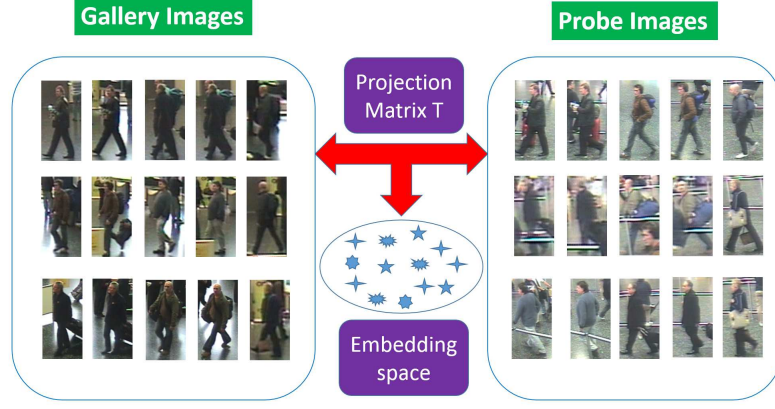 Gallery Images
Probe Images
Projection
Matrix T
Embedding
space